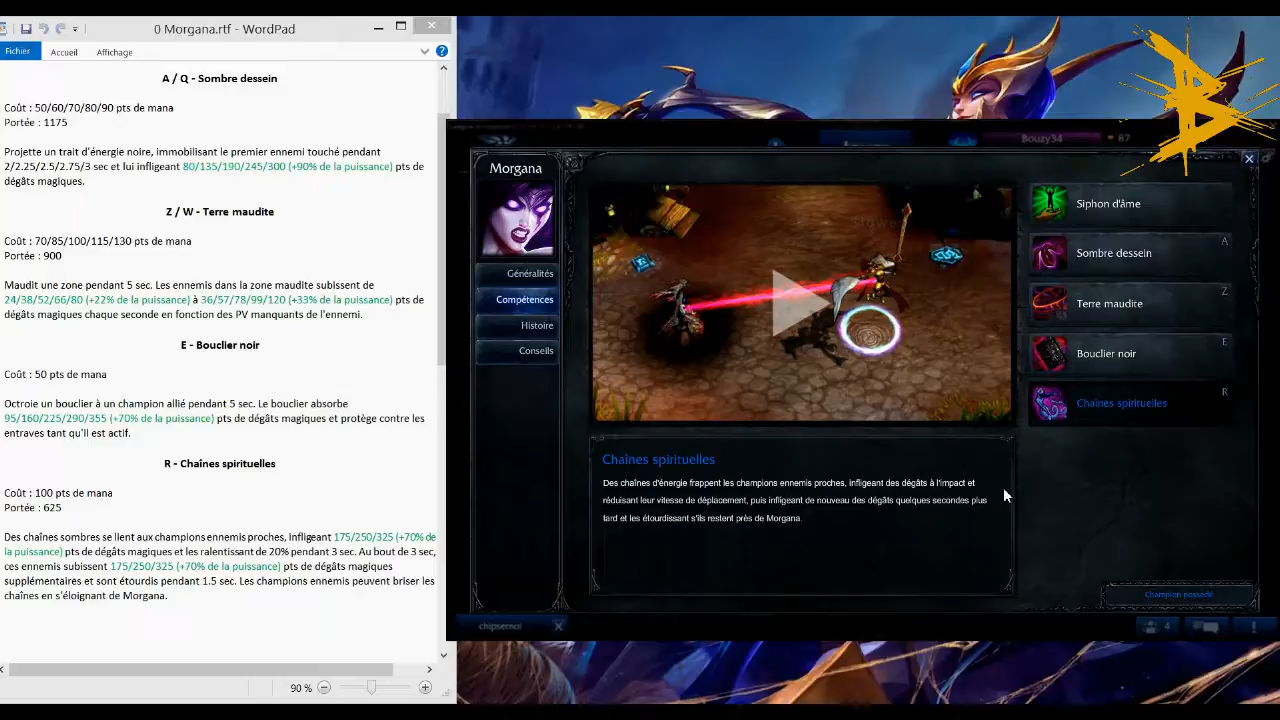 0 Morgana.rtf - WordPad
Fichier Accueil Affichage
A / Q - Sombre dessein
Coût : 50/60/70/80/90 pts de mana
Portée : 1175
Projette un trait d'énergie noire, immobilisant le premier ennemi touché pendant
2/2.25/2.5/2.75/3 sec et lui infligeant 80/135/190/245/300 (+90% de la puissance) pts de
dégâts magiques.
Z / W - Terre maudite
Coût : 70/85/100/115/130 pts de mana
Portée : 900
Maudit une zone pendant 5 sec. Les ennemis dans la zone maudite subissent de
24/38/52/66/80 (+22% de la puissance) à 36/57/78/99/120 (+33% de la puissance) pts de
dégâts magiques chaque seconde en fonction des PV manquants de l'ennemi.
E - Bouclier noir
Coût : 50 pts de mana
Octroie un bouclier à un champion allié pendant 5 sec. Le bouclier absorbe
95/160/225/290/355 (+70% de la puissance) pts de dégâts magiques et protège contre les
entraves tant qu'il est actif.
R - Chaînes spirituelles
Coût : 100 pts de mana
Portée : 625
Des chaînes sombres se lient aux champions ennemis proches, infligeant 175/250/325 (+70% de
la puissance) pts de dégâts magiques et les ralentissant de 20% pendant 3 sec. Au bout de 3 sec,
ces ennemis subissent 175/250/325 (+70% de la puissance) pts de dégâts magiques
supplémentaires et sont étourdis pendant 1.5 sec. Les champions ennemis peuvent briser les
chaînes en s'éloignant de Morgana.
90 %
Bouzy34
87
Morgana
Généralités
Compétences
Histoire
Conseils
Siphon d'âme
Sombre dessein A
Terre maudite Z
Bouclier noir E
Chaînes spirituelles R
Chaînes spirituelles
Des chaînes d'énergie frappent les champions ennemis proches, infligeant des dégâts à l'impact et
réduisant leur vitesse de déplacement, puis infligeant de nouveau des dégâts quelques secondes plus
tard et les étourdissant s'ils restent près de Morgana.
Champion possédé
4